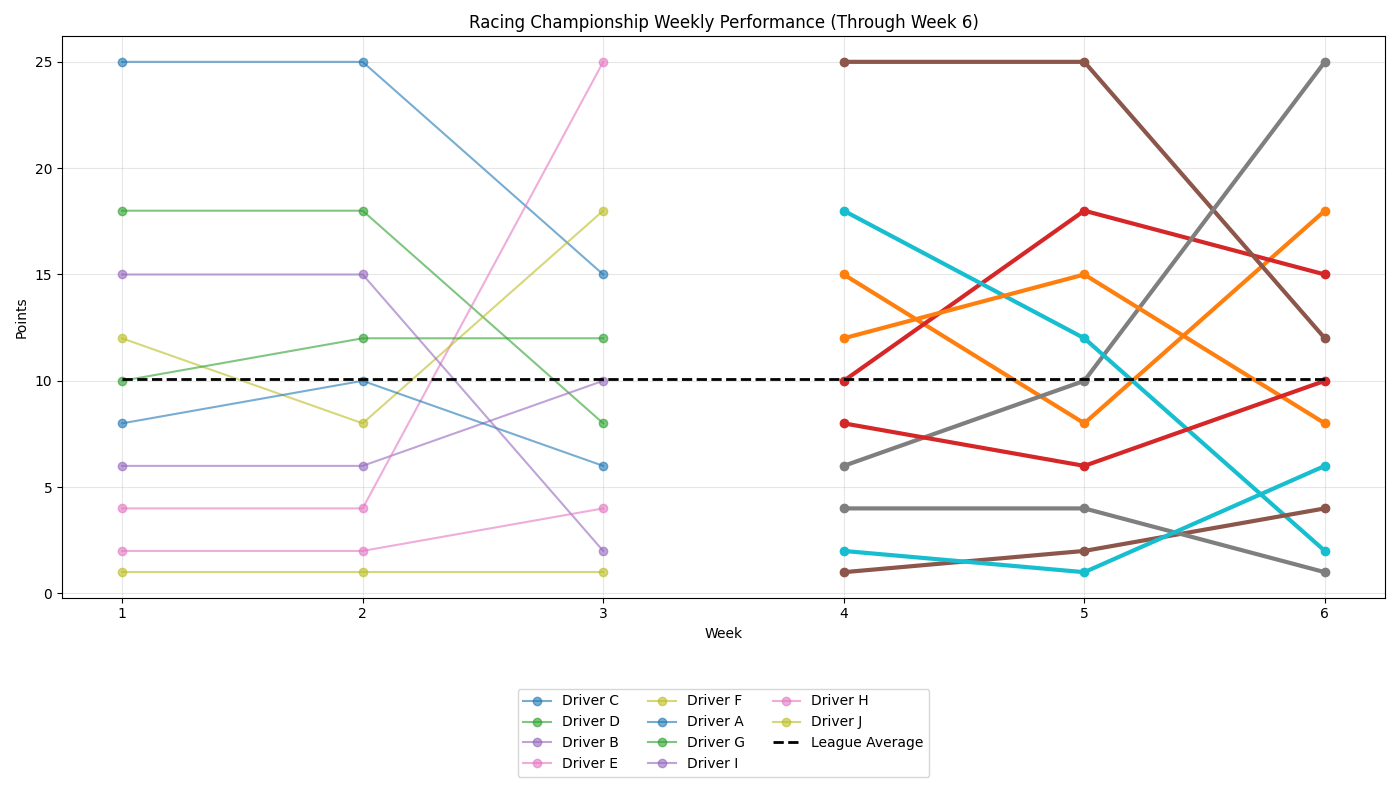 Racing Championship Weekly Performance (Through Week 6)
25
20
15
10
5
0
Points
1 2 3 4 5 6
Week
Driver C Driver F Driver H
Driver D Driver A Driver J
Driver B Driver G League Average
Driver E Driver I